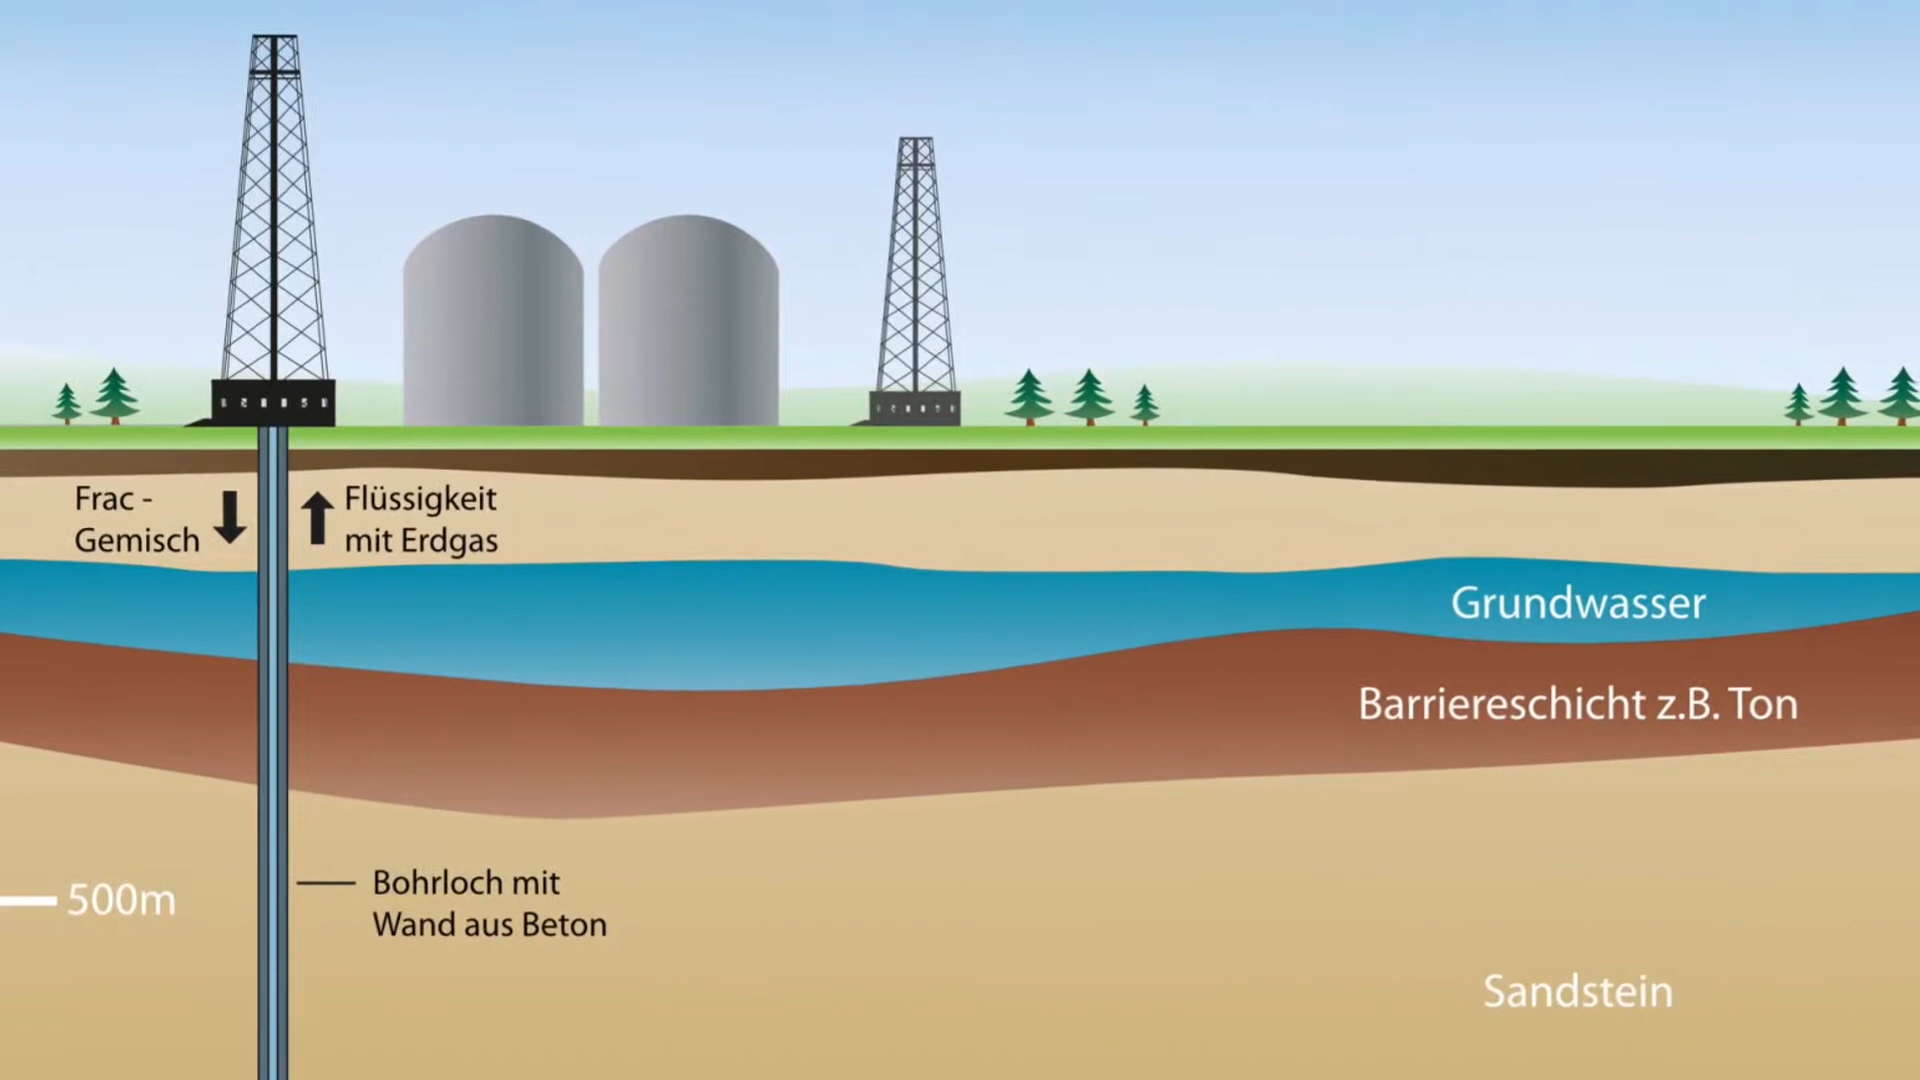 Frac -
Gemisch
Flüssigkeit
mit Erdgas
Grundwasser
Barriereschicht z.B. Ton
500m
Bohrloch mit
Wand aus Beton
Sandstein